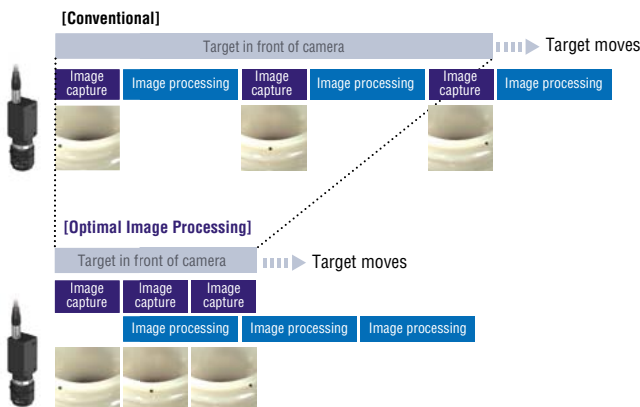 [Conventional]
Target in front of camera
Target moves
Image capture
Image processing
Image capture
Image processing
Image capture
Image processing
[Optimal Image Processing]
Target in front of camera
Target moves
Image capture
Image capture
Image capture
Image processing
Image processing
Image processing